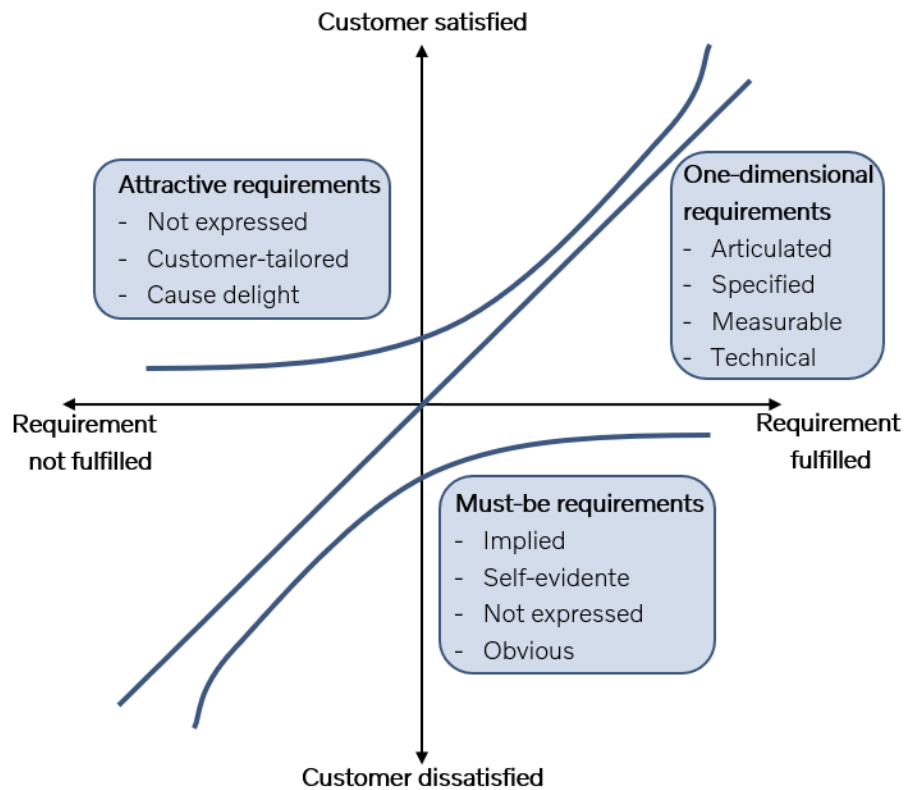 Customer satisfied
Attractive requirements
- Not expressed
- Customer-tailored
- Cause delight
One-dimensional
requirements
- Articulated
- Specified
- Measurable
- Technical
Requirement
not fulfilled
Requirement
fulfilled
Must-be requirements
- Implied
- Self-evidente
- Not expressed
- Obvious
Customer dissatisfied